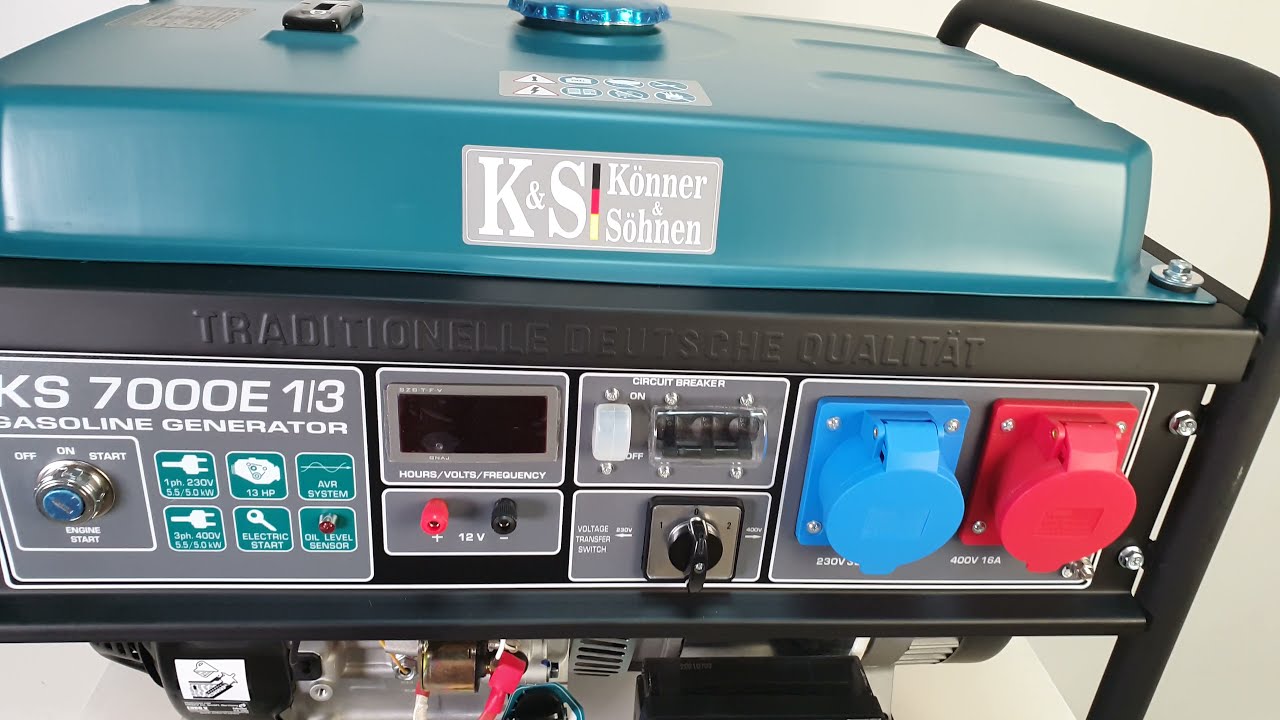 K&S Könner & Söhnen
TRADITIONELLE DEUTSCHE QUALITÄT
KS 7000E 1/3
GASOLINE GENERATOR
OFF ON START
ENGINE START
1ph. 230V
5.5/5.0 kW
13 HP
AVR SYSTEM
3ph. 400V
5.5/5.0 kW
ELECTRIC START
OIL LEVEL SENSOR
HOURS/VOLTS/FREQUENCY
+ 12 V −
CIRCUIT BREAKER
ON
OFF
VOLTAGE TRANSFER SWITCH
230V
1 2
400V
230V
400V 16A